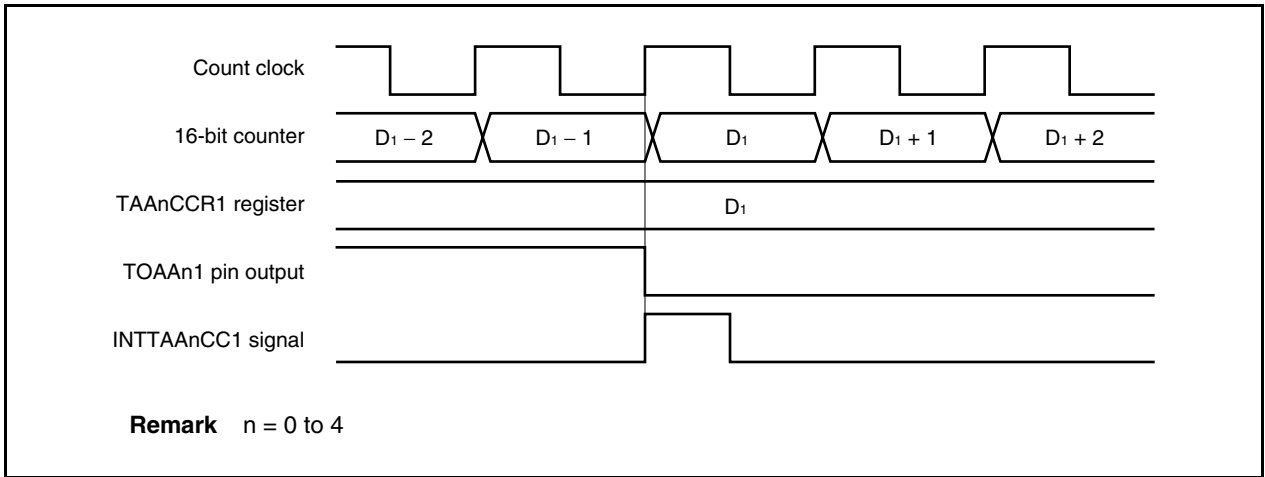 Count clock
16-bit counter D₁ − 2 D₁ − 1 D₁ D₁ + 1 D₁ + 2
TAAnCCR1 register D₁
TOAAn1 pin output
INTTAAnCC1 signal
Remark n = 0 to 4